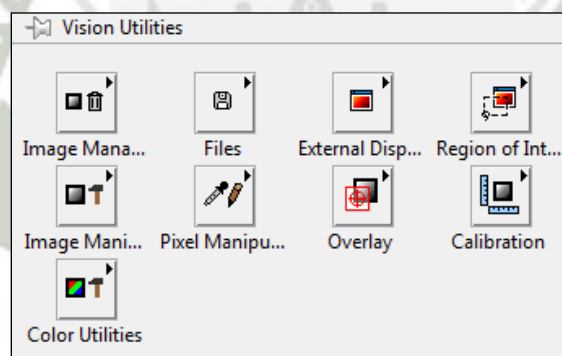 Vision Utilities
Image Mana... Files External Disp... Region of Int...
Image Mani... Pixel Manipu... Overlay Calibration
Color Utilities